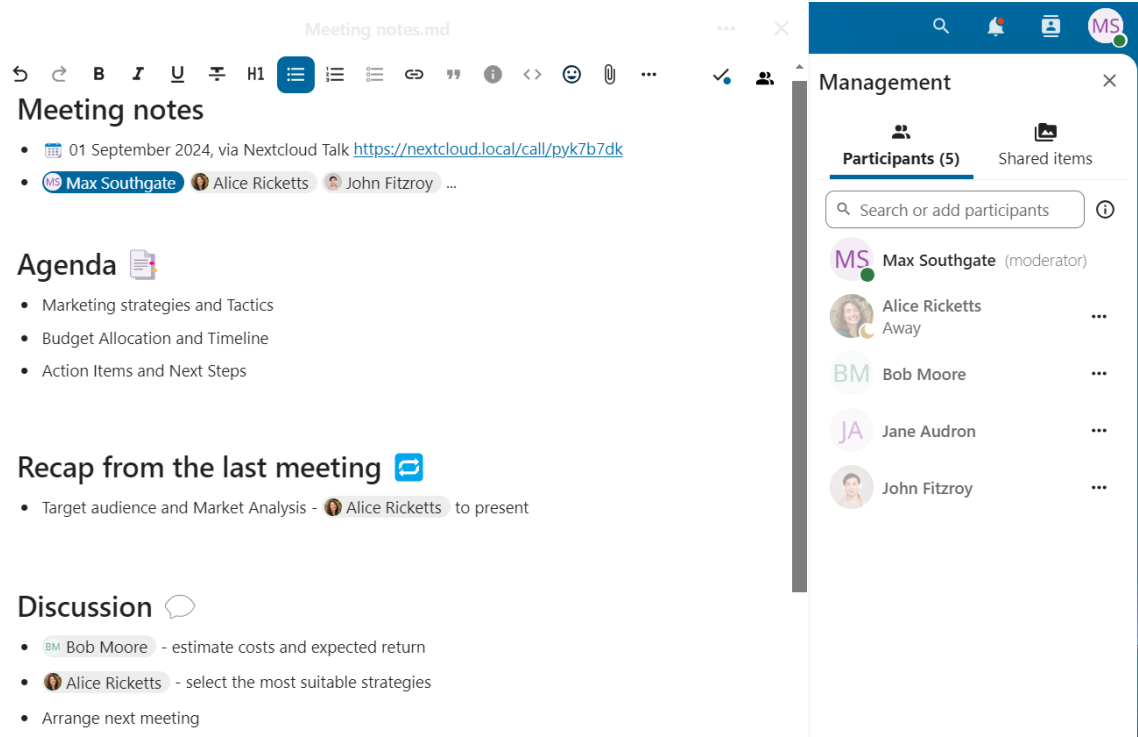 Meeting notes.md
MS
B I U H1
Meeting notes
01 September 2024, via Nextcloud Talk https://nextcloud.local/call/pyk7b7dk
MS Max Southgate Alice Ricketts John Fitzroy ...
Agenda
Marketing strategies and Tactics
Budget Allocation and Timeline
Action Items and Next Steps
Recap from the last meeting
Target audience and Market Analysis - Alice Ricketts to present
Discussion
BM Bob Moore - estimate costs and expected return
Alice Ricketts - select the most suitable strategies
Arrange next meeting
Management
Participants (5) Shared items
Search or add participants
MS Max Southgate (moderator)
Alice Ricketts
Away
BM Bob Moore
JA Jane Audron
John Fitzroy